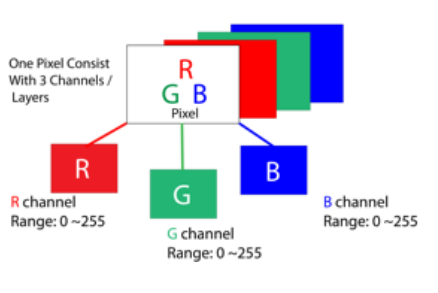 One Pixel Consist
With 3 Channels /
Layers
R
G B
Pixel
R
G
B
R channel
Range: 0 ~255
G channel
Range: 0 ~255
B channel
Range: 0 ~255